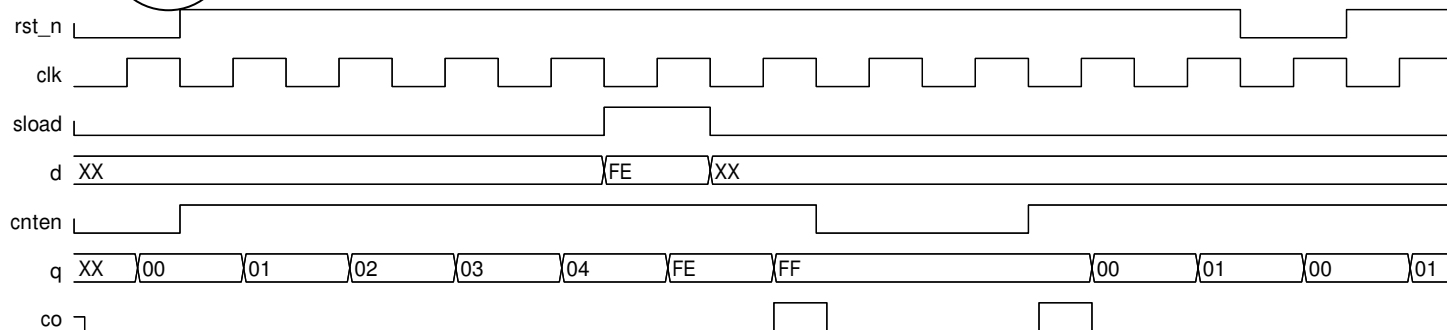 rst_n
clk
sload
d XX FE XX
cnten
q XX 00 01 02 03 04 FE FF 00 01 00 01
co